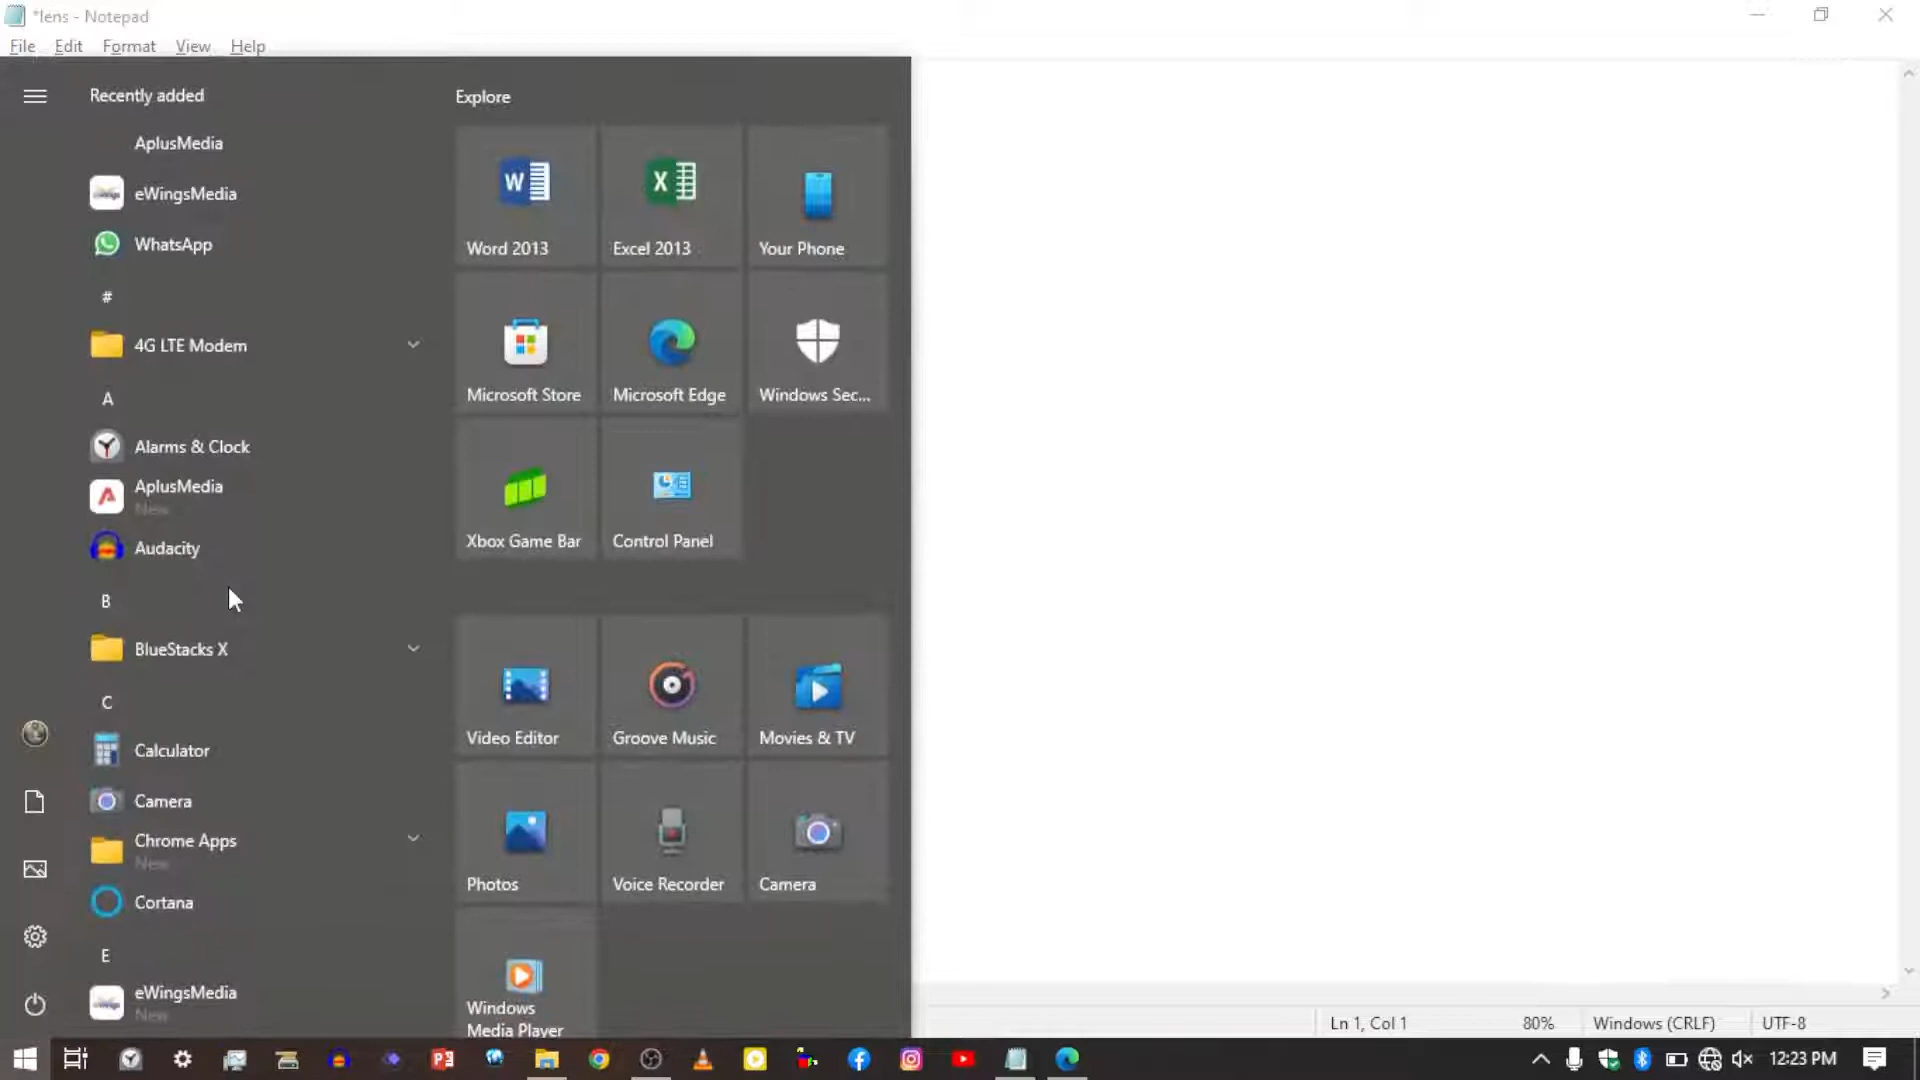 *lens - Notepad
File Edit Format View Help
Recently added
AplusMedia
eWingsMedia
WhatsApp
#
4G LTE Modem
A
Alarms & Clock
AplusMedia
New
Audacity
B
BlueStacks X
C
Calculator
Camera
Chrome Apps
New
Cortana
E
eWingsMedia
New
Explore
Word 2013
Excel 2013
Your Phone
Microsoft Store
Microsoft Edge
Windows Sec...
Xbox Game Bar
Control Panel
Video Editor
Groove Music
Movies & TV
Photos
Voice Recorder
Camera
Windows
Media Player
Ln 1, Col 1
80%
Windows (CRLF)
UTF-8
12:23 PM